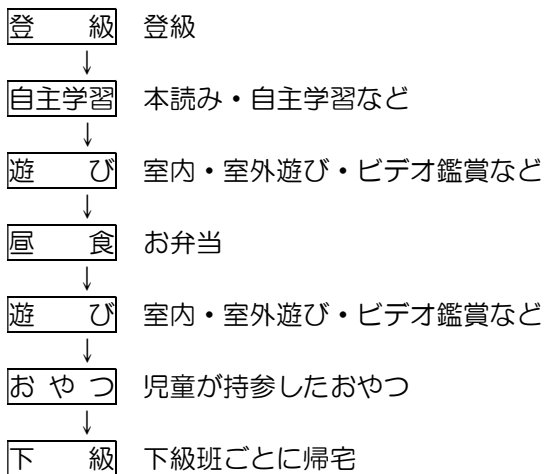 登　級　登級
↓
自主学習　本読み・自主学習など
↓
遊　び　室内・室外遊び・ビデオ鑑賞など
↓
昼　食　お弁当
↓
遊　び　室内・室外遊び・ビデオ鑑賞など
↓
お や つ　児童が持参したおやつ
↓
下　級　下級班ごとに帰宅